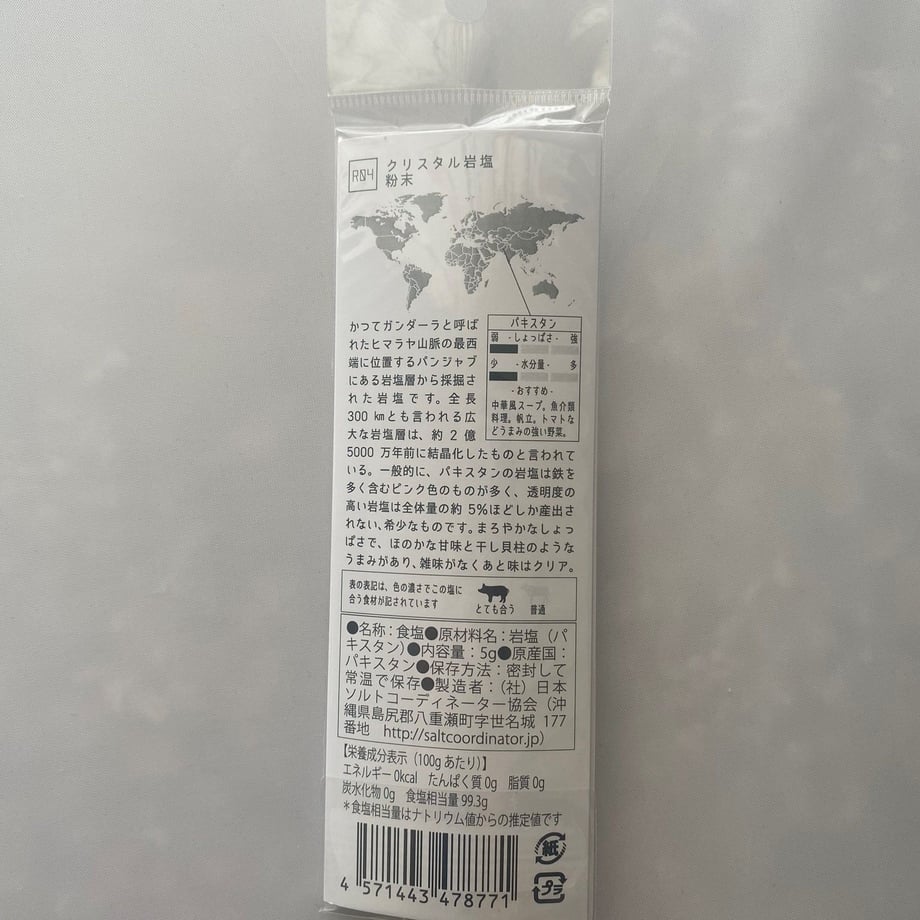 R04
クリスタル岩塩
粉末
かつてガンダーラと呼ば
れたヒマラヤ山脈の最西
端に位置するパンジャブ
にある岩塩層から採掘さ
れた岩塩です。全長
300 kmとも言われる広
大な岩塩層は、約2億
5000 万年前に結晶化したものと言われて
いる。一般的に、パキスタンの岩塩は鉄を
多く含むピンク色のものが多く、透明度の
高い岩塩は全体量の約 5%ほどしか産出さ
れない、希少なものです。まろやかなしょっ
ぱさで、ほのかな甘味と干し貝柱のような
うまみがあり、雑味がなくあと味はクリア。
パキスタン
弱 -しょっぱさ- 強
少 -水分量- 多
-おすすめ-
中華風スープ。魚介類
料理。帆立。トマトな
どうまみの強い野菜。
表の表記は、色の濃さでこの塩に
合う食材が記されています
とても合う 普通
●名称:食塩●原材料名:岩塩(パ
キスタン)●内容量:5g●原産国:
パキスタン●保存方法:密封して
常温で保存●製造者:(社)日本
ソルトコーディネーター協会(沖
縄県島尻郡八重瀬町字世名城 177
番地 http://saltcoordinator.jp)
【栄養成分表示(100gあたり)】
エネルギー 0kcal たんぱく質 0g 脂質 0g
炭水化物 0g 食塩相当量 99.3g
*食塩相当量はナトリウム値からの推定値です
4 571443 478771
紙
プラ